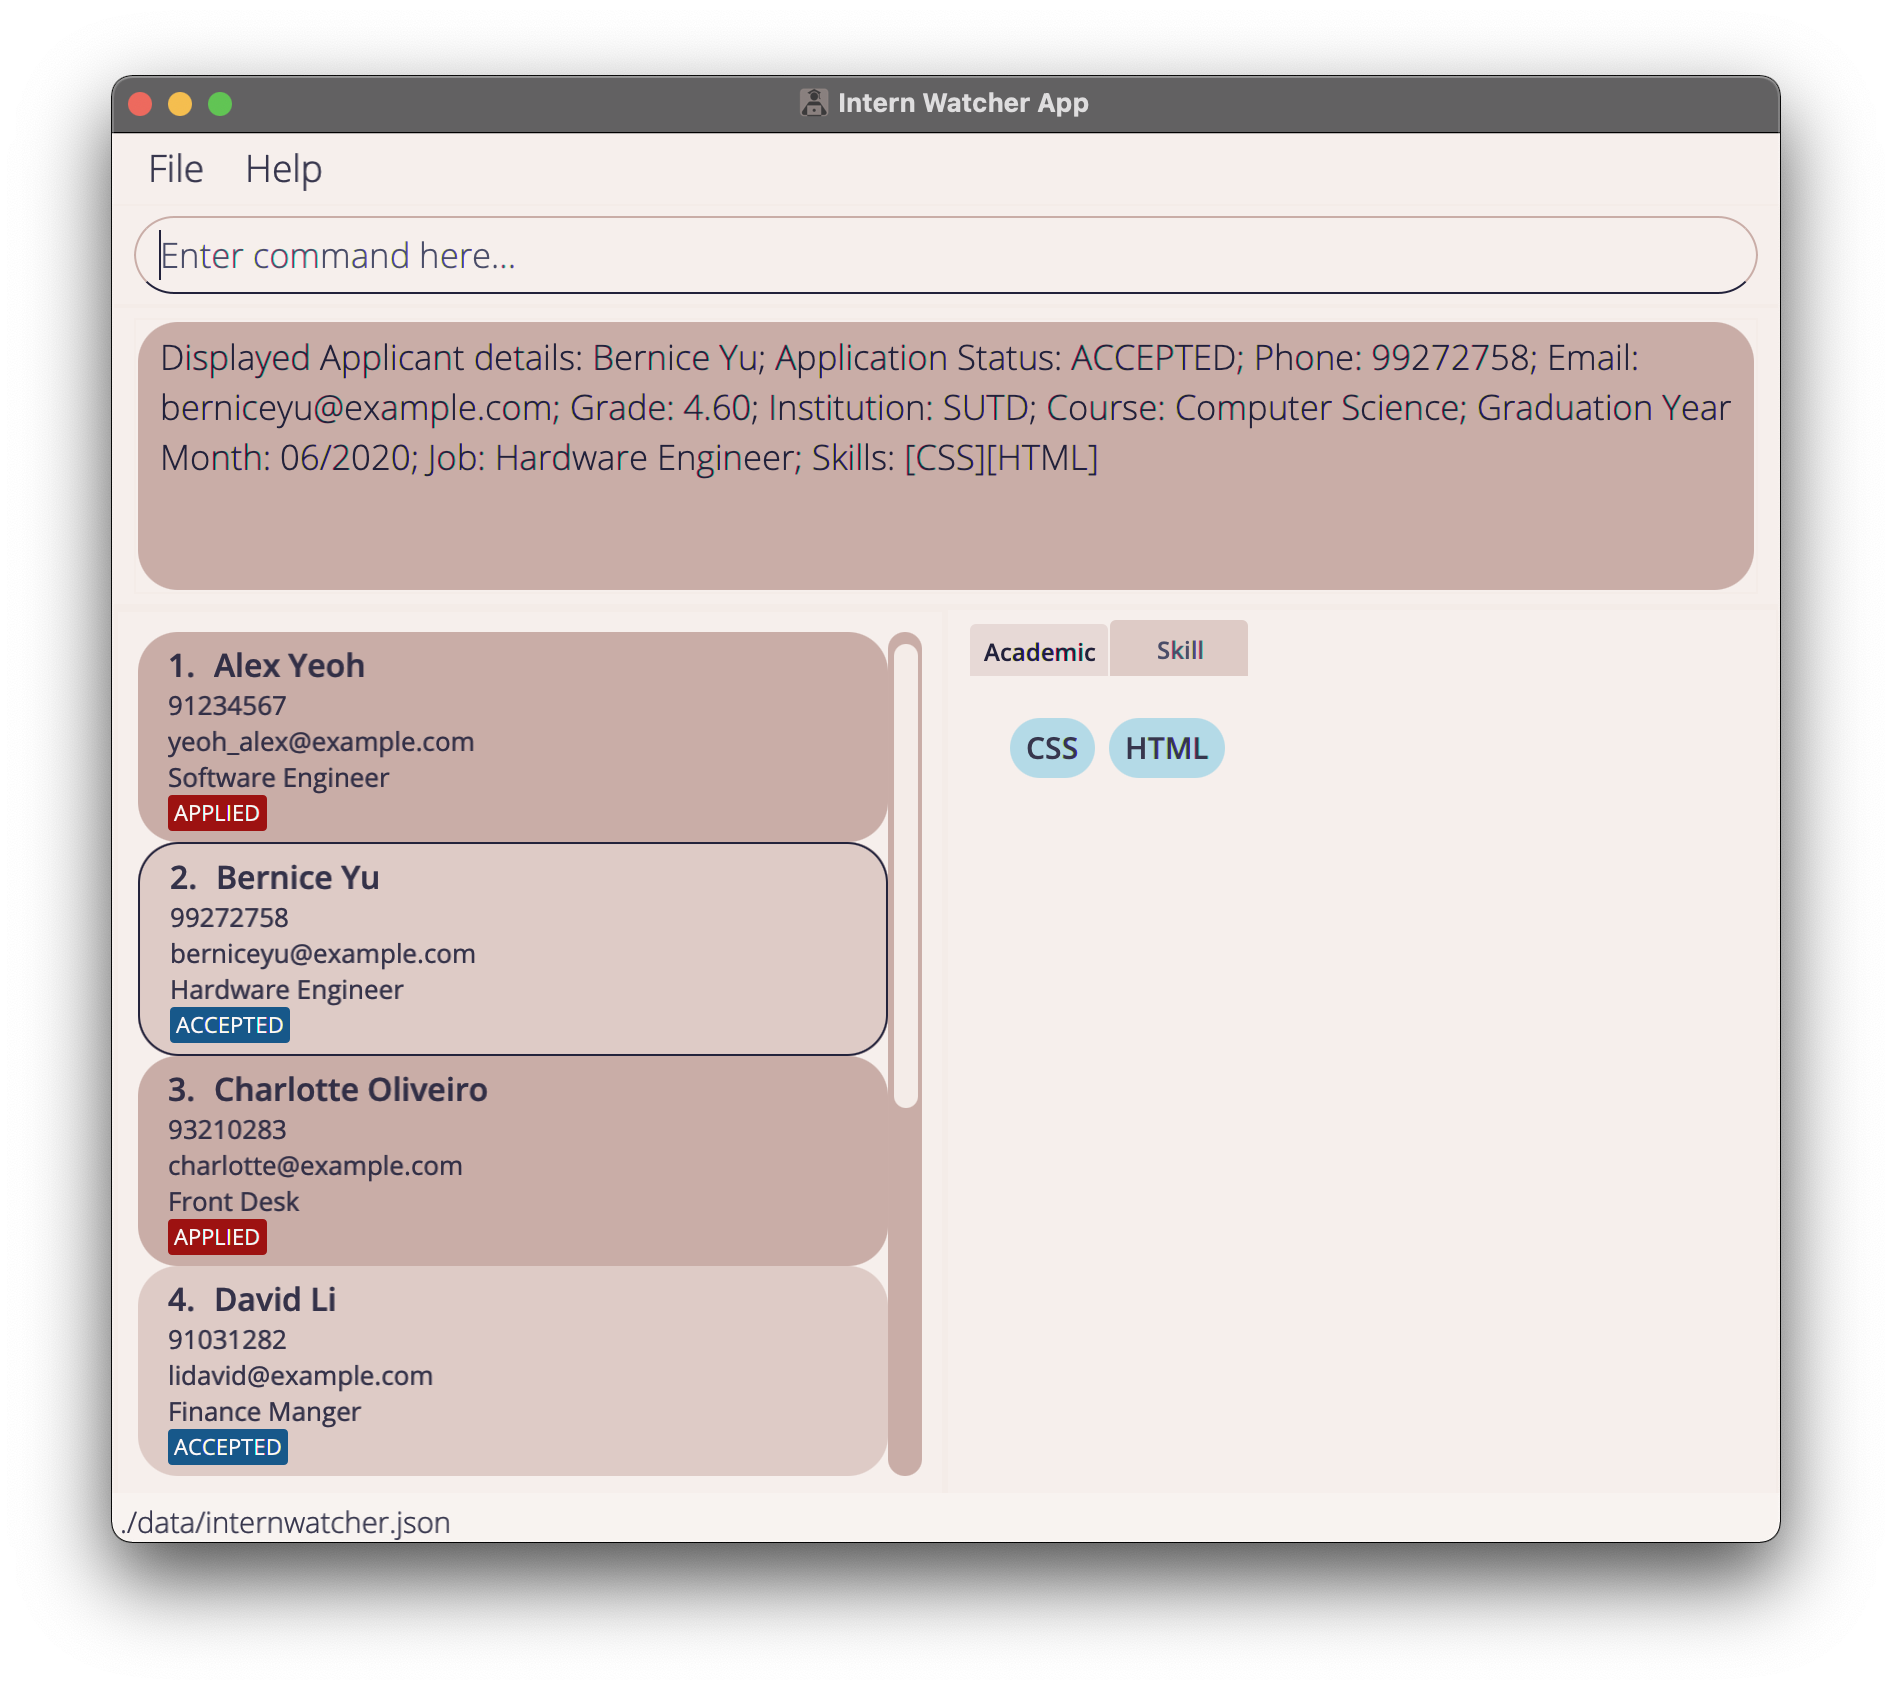 Intern Watcher App
File Help
Enter command here...
Displayed Applicant details: Bernice Yu; Application Status: ACCEPTED; Phone: 99272758; Email:
berniceyu@example.com; Grade: 4.60; Institution: SUTD; Course: Computer Science; Graduation Year
Month: 06/2020; Job: Hardware Engineer; Skills: [CSS][HTML]
1. Alex Yeoh
91234567
yeoh_alex@example.com
Software Engineer
APPLIED
2. Bernice Yu
99272758
berniceyu@example.com
Hardware Engineer
ACCEPTED
3. Charlotte Oliveiro
93210283
charlotte@example.com
Front Desk
APPLIED
4. David Li
91031282
lidavid@example.com
Finance Manger
ACCEPTED
Academic Skill
CSS HTML
./data/internwatcher.json